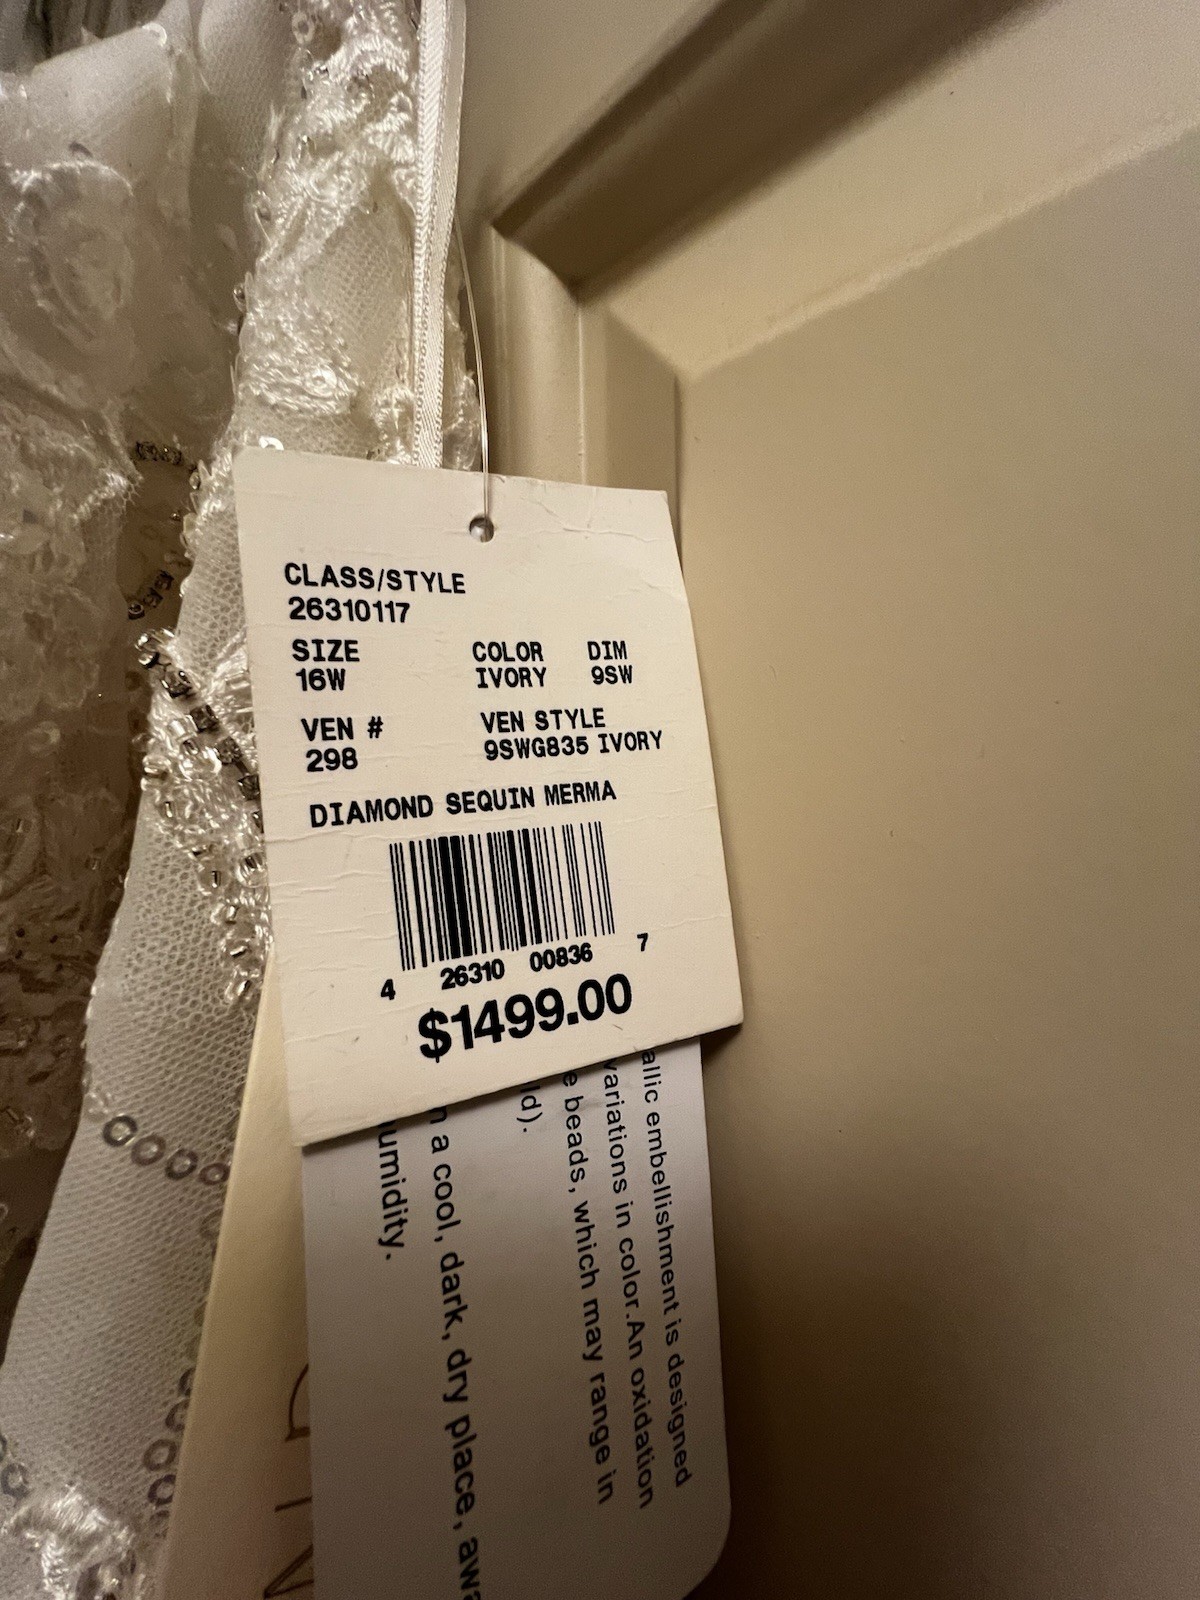 CLASS/STYLE
26310117
SIZE COLOR DIM
16W IVORY 9SW
VEN # VEN STYLE
298 9SWG835 IVORY
DIAMOND SEQUIN MERMA
4 26310 00836 7
$1499.00
allic embellishment is designed
variations in color.An oxidation
e beads, which may range in
ld).
n a cool, dark, dry place, awa
umidity.